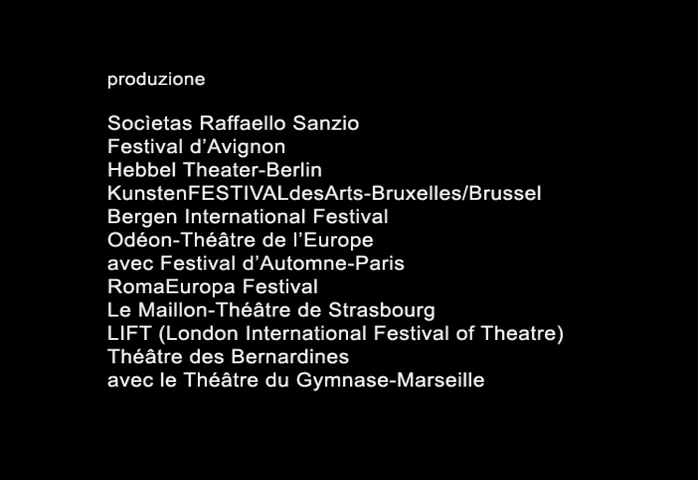 produzione
Socìetas Raffaello Sanzio
Festival d’Avignon
Hebbel Theater-Berlin
KunstenFESTIVALdesArts-Bruxelles/Brussel
Bergen International Festival
Odéon-Théâtre de l’Europe
avec Festival d’Automne-Paris
RomaEuropa Festival
Le Maillon-Théâtre de Strasbourg
LIFT (London International Festival of Theatre)
Théâtre des Bernardines
avec le Théâtre du Gymnase-Marseille